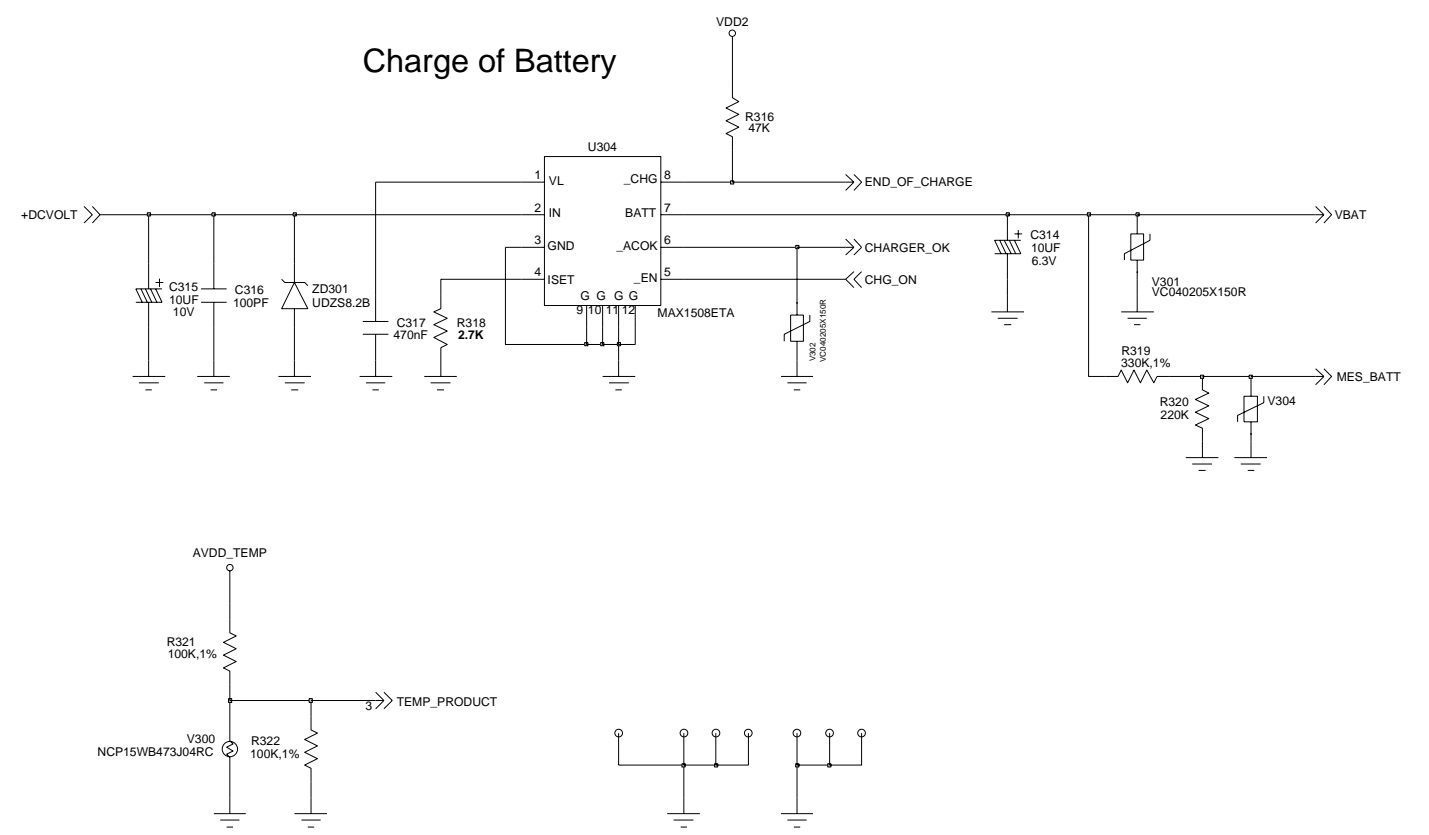 VDD2
Charge of Battery
R316
47K
U304
1
VL
_CHG
8
END_OF_CHARGE
+DCVOLT
2
IN
BATT
7
VBAT
3
GND
_ACOK
6
CHARGER_OK
4
ISET
_EN
5
CHG_ON
G G G G
9 10 11 12
MAX1508ETA
+
C315
10UF
10V
C316
100PF
ZD301
UDZS8.2B
C317
470nF
R318
2.7K
V302
VC040205X150R
+
C314
10UF
6.3V
V301
VC040205X150R
R319
330K,1%
MES_BATT
R320
220K
V304
AVDD_TEMP
R321
100K,1%
3
TEMP_PRODUCT
V300
NCP15WB473J04RC
R322
100K,1%